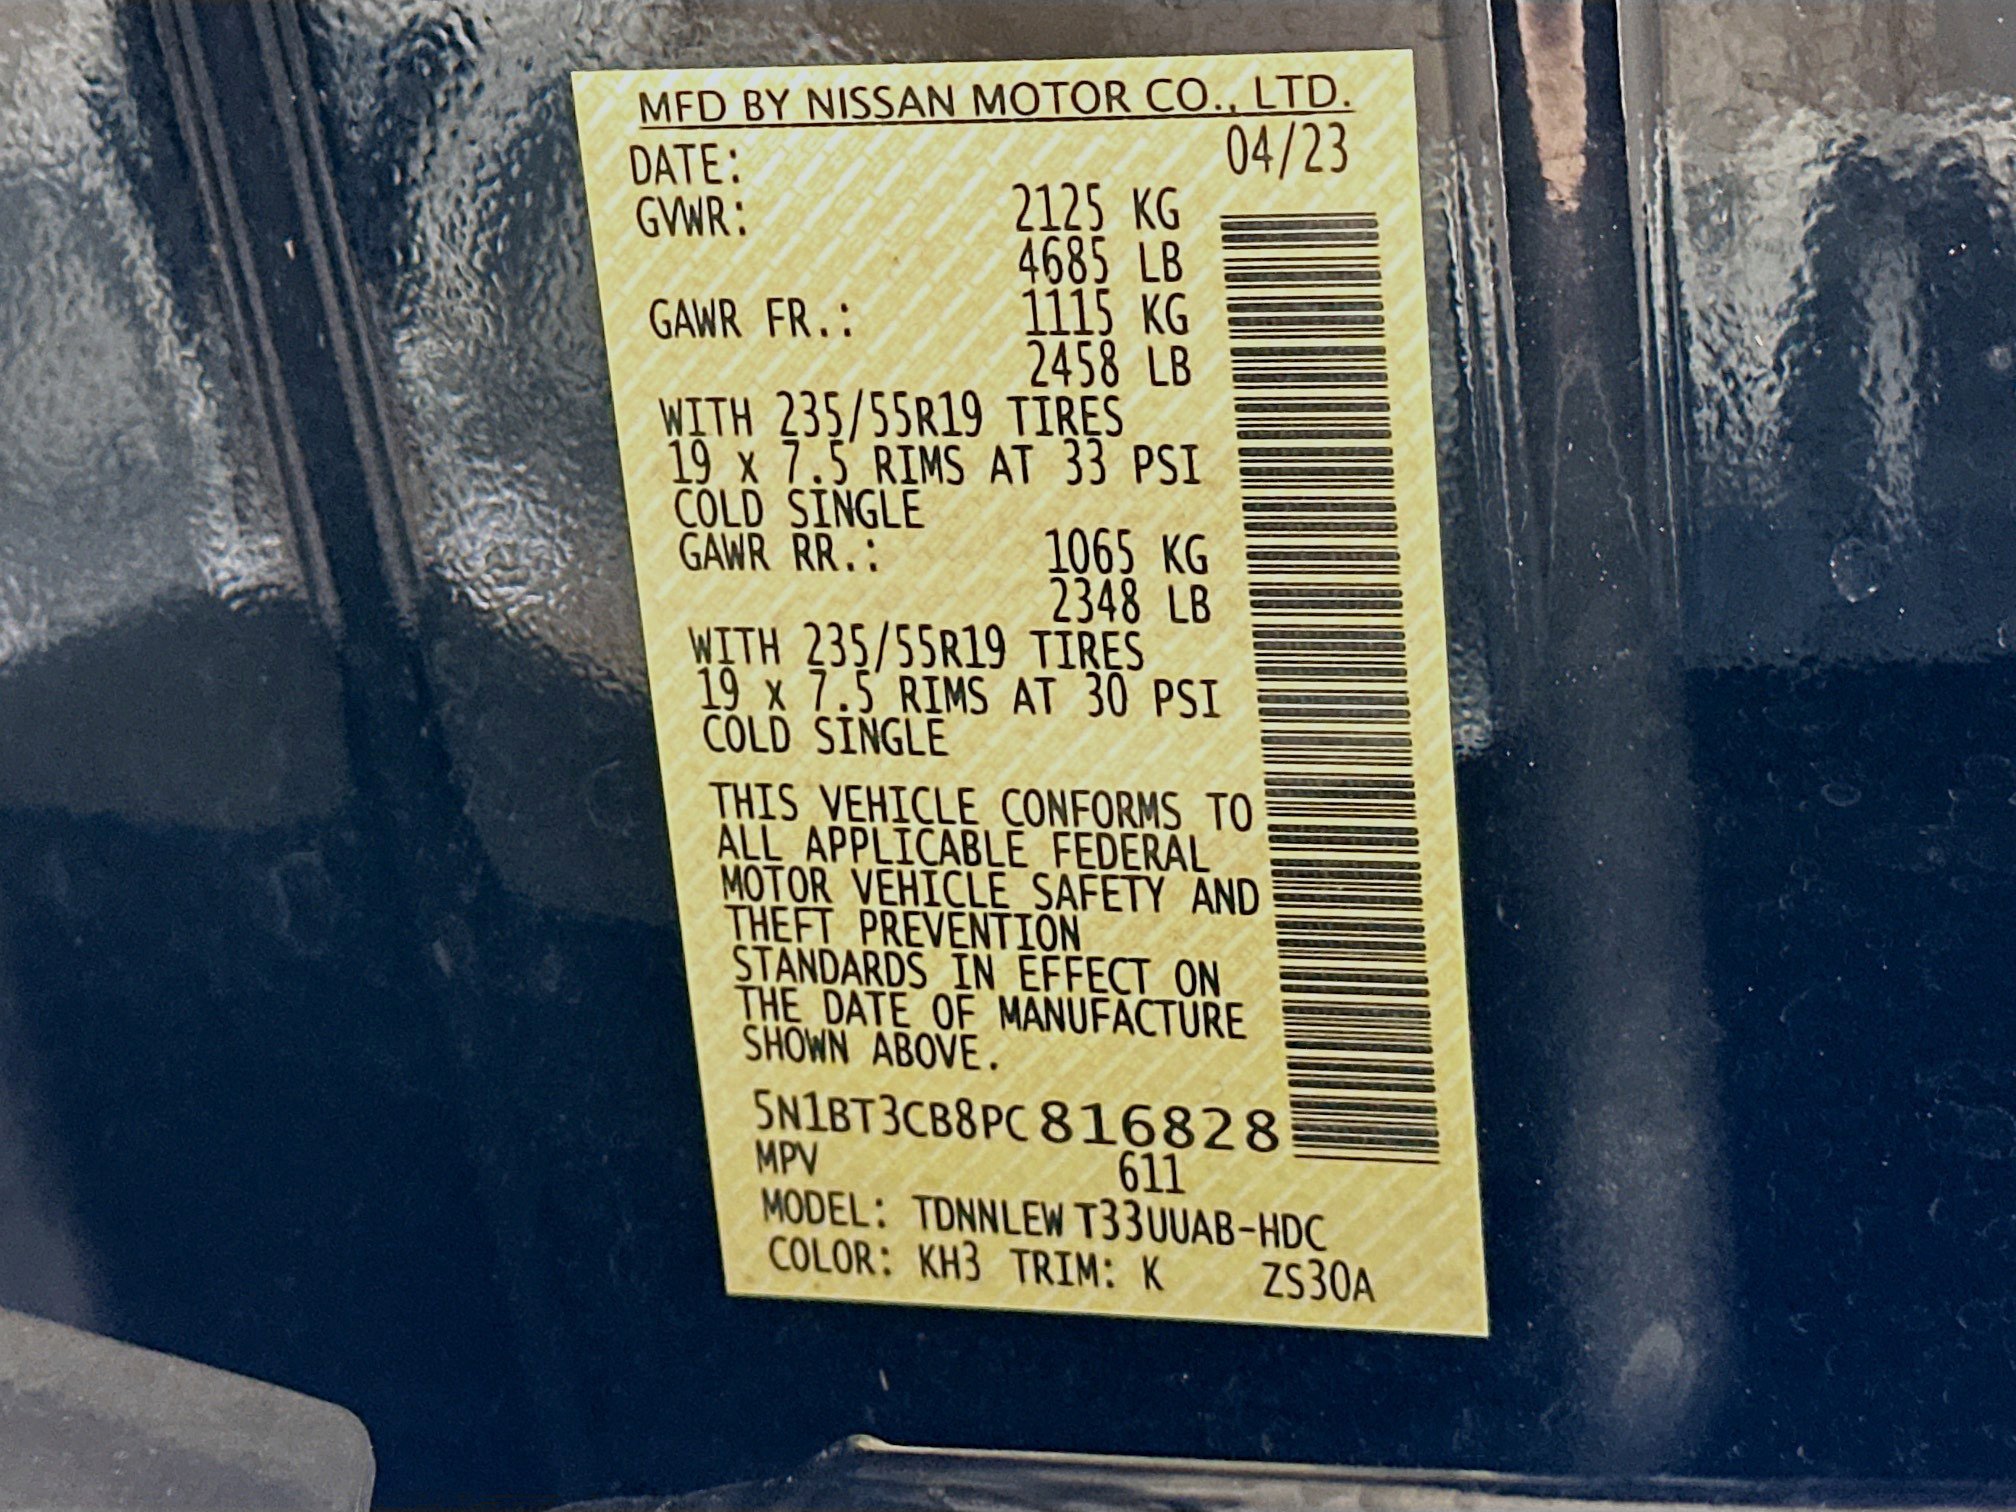 MFD BY NISSAN MOTOR CO., LTD.
DATE: 04/23
GVWR: 2125 KG
4685 LB
GAWR FR.: 1115 KG
2458 LB
WITH 235/55R19 TIRES
19 x 7.5 RIMS AT 33 PSI
COLD SINGLE
GAWR RR.: 1065 KG
2348 LB
WITH 235/55R19 TIRES
19 x 7.5 RIMS AT 30 PSI
COLD SINGLE
THIS VEHICLE CONFORMS TO
ALL APPLICABLE FEDERAL
MOTOR VEHICLE SAFETY AND
THEFT PREVENTION
STANDARDS IN EFFECT ON
THE DATE OF MANUFACTURE
SHOWN ABOVE.
5N1BT3CB8PC816828
MPV 611
MODEL: TDNNLEW T33UUAB-HDC
COLOR: KH3 TRIM: K ZS30A